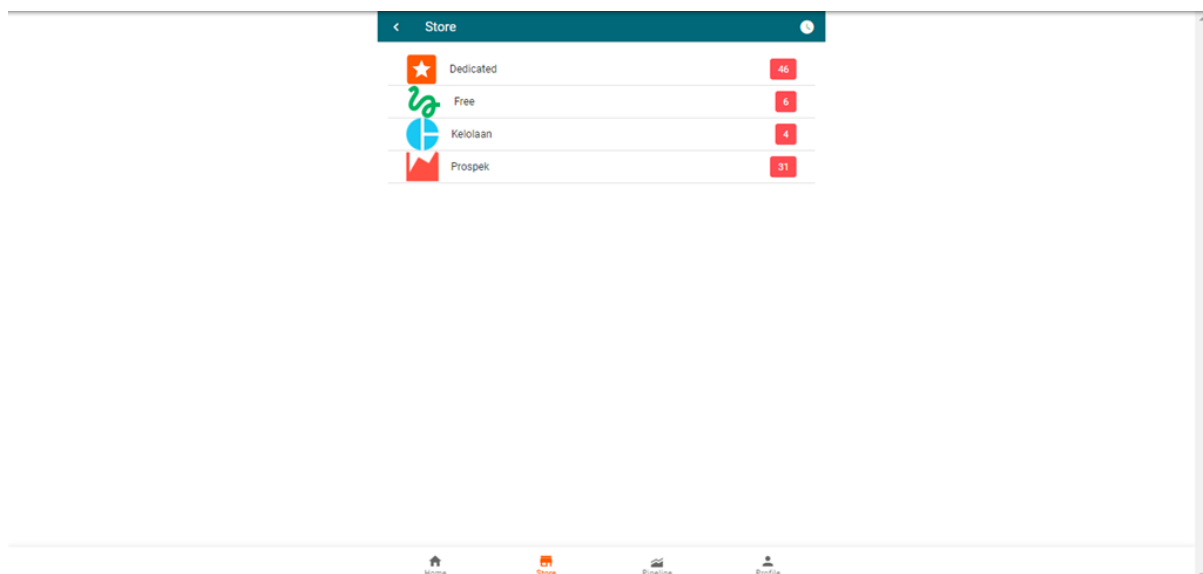 Store
Dedicated 46
Free 6
Kelolaan 4
Prospek 31
Home Store Pipeline Profile